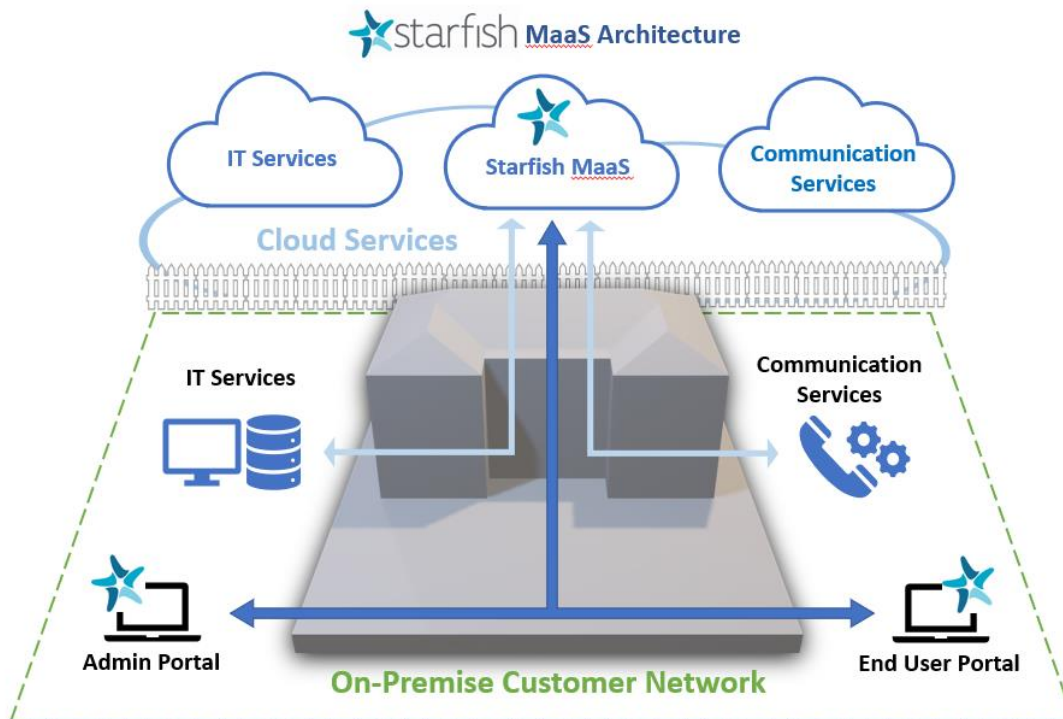 starfish MaaS Architecture
IT Services
Starfish MaaS
Communication
Services
Cloud Services
IT Services
Communication
Services
Admin Portal
End User Portal
On-Premise Customer Network